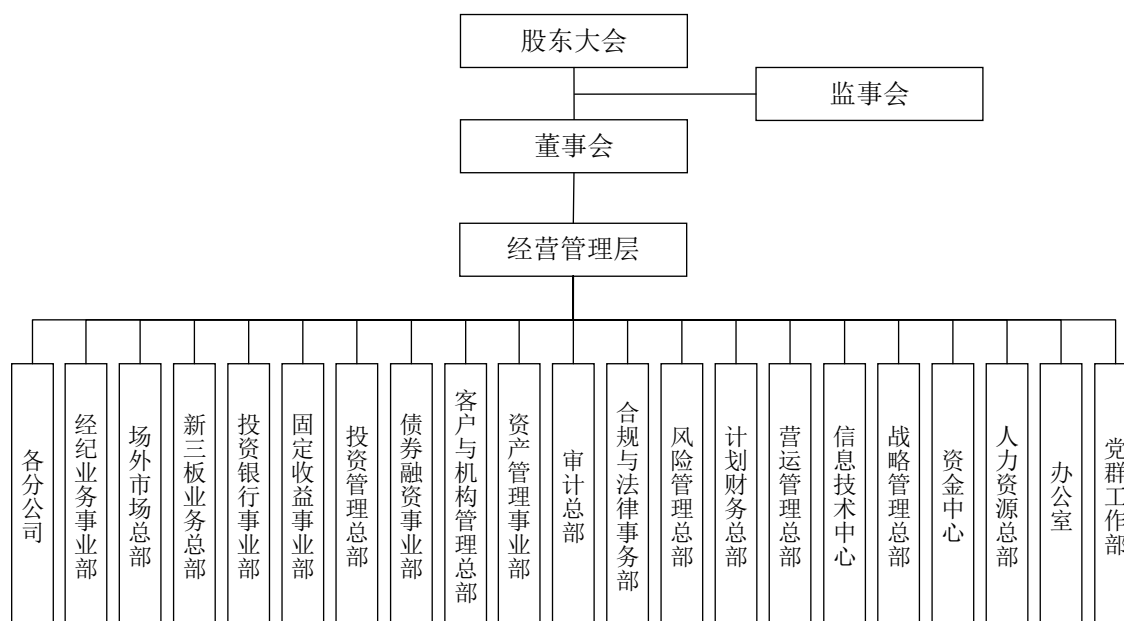 股东大会
监事会
董事会
经营管理层
各分公司
经纪业务事业部
场外市场总部
新三板业务总部
投资银行事业部
固定收益事业部
投资管理总部
债券融资事业部
客户与机构管理总部
资产管理事业部
审计总部
合规与法律事务部
风险管理总部
计划财务总部
营运管理总部
信息技术中心
战略管理总部
资金中心
人力资源总部
办公室
党群工作部